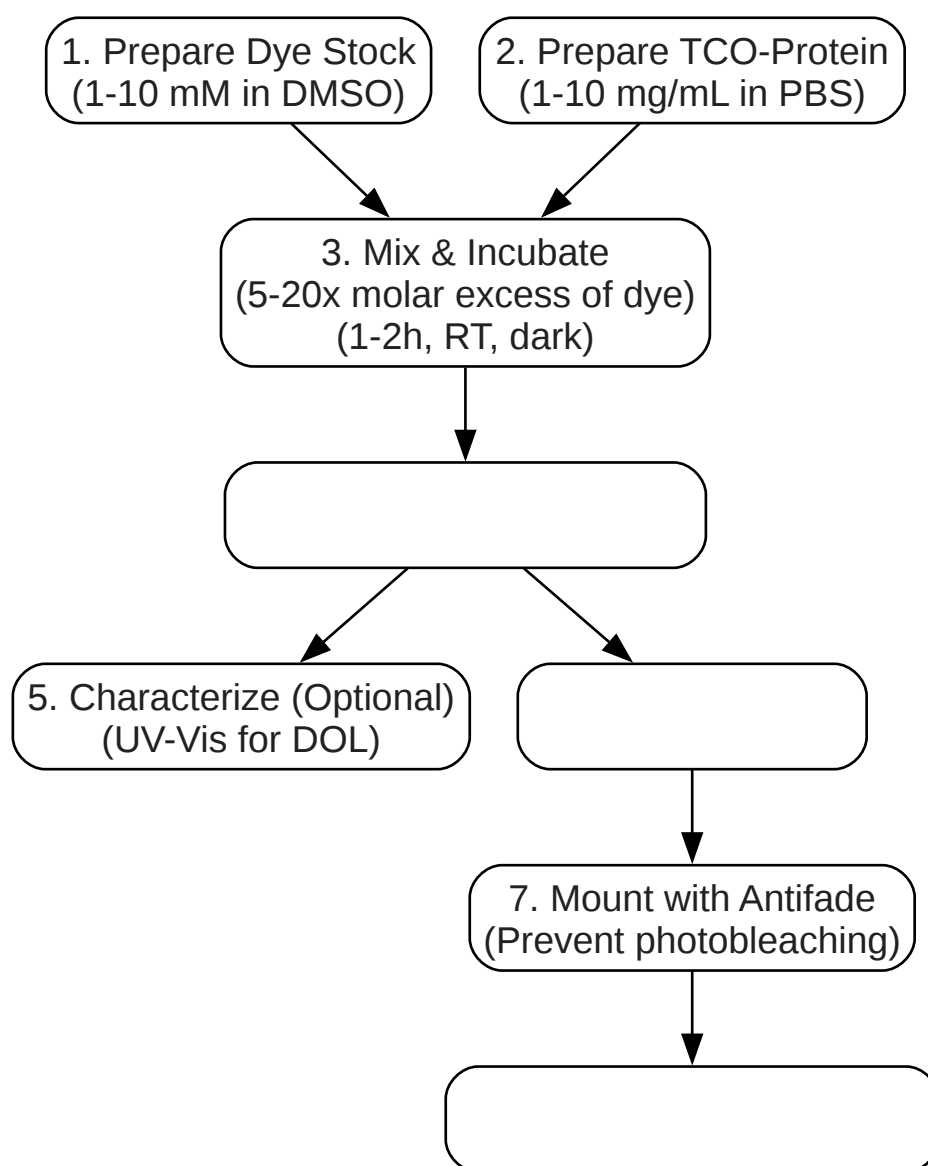 1. Prepare Dye Stock
(1-10 mM in DMSO)
2. Prepare TCO-Protein
(1-10 mg/mL in PBS)
3. Mix & Incubate
(5-20x molar excess of dye)
(1-2h, RT, dark)
5. Characterize (Optional)
(UV-Vis for DOL)
7. Mount with Antifade
(Prevent photobleaching)